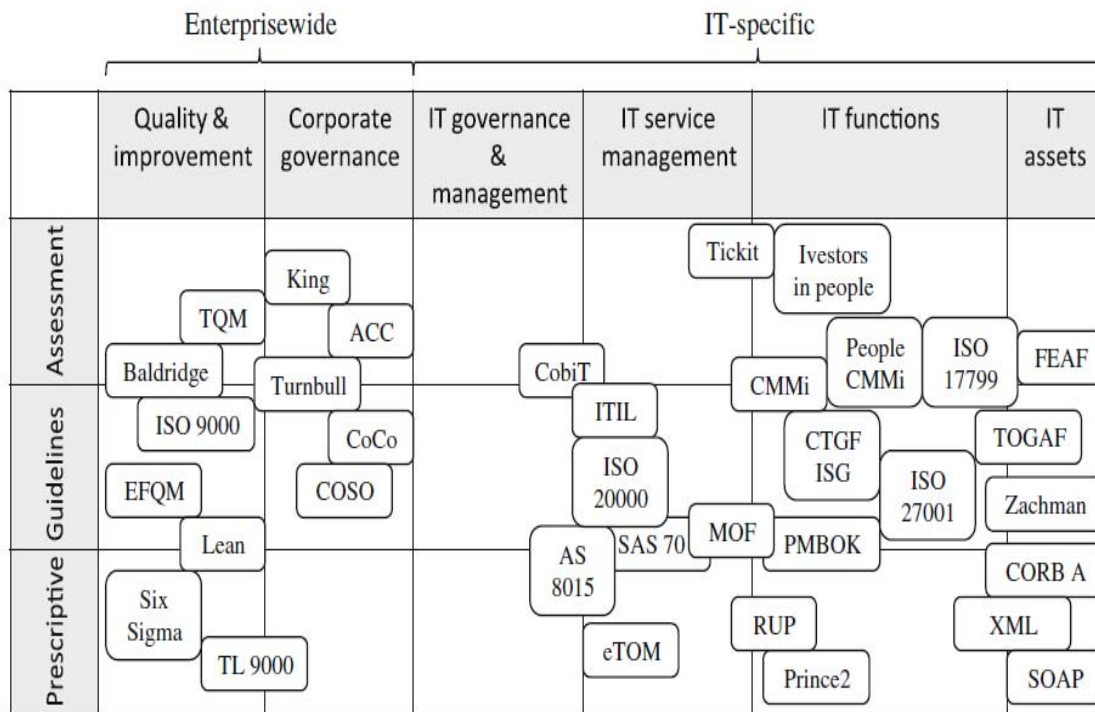 Enterprisewide
IT-specific
Quality &
improvement
Corporate
governance
IT governance
&
management
IT service
management
IT functions
IT
assets
Assessment
Tickit
Ivestors
in people
King
TQM
ACC
Baldridge
Turnbull
CobiT
CMMi
People
CMMi
ISO
17799
FEAF
Guidelines
ISO 9000
CoCo
ITIL
CTGF
ISG
TOGAF
EFQM
COSO
ISO
20000
ISO
27001
Zachman
Lean
SAS 70
MOF
PMBOK
Prescriptive
AS
8015
CORB A
Six
Sigma
RUP
XML
TL 9000
eTOM
Prince2
SOAP